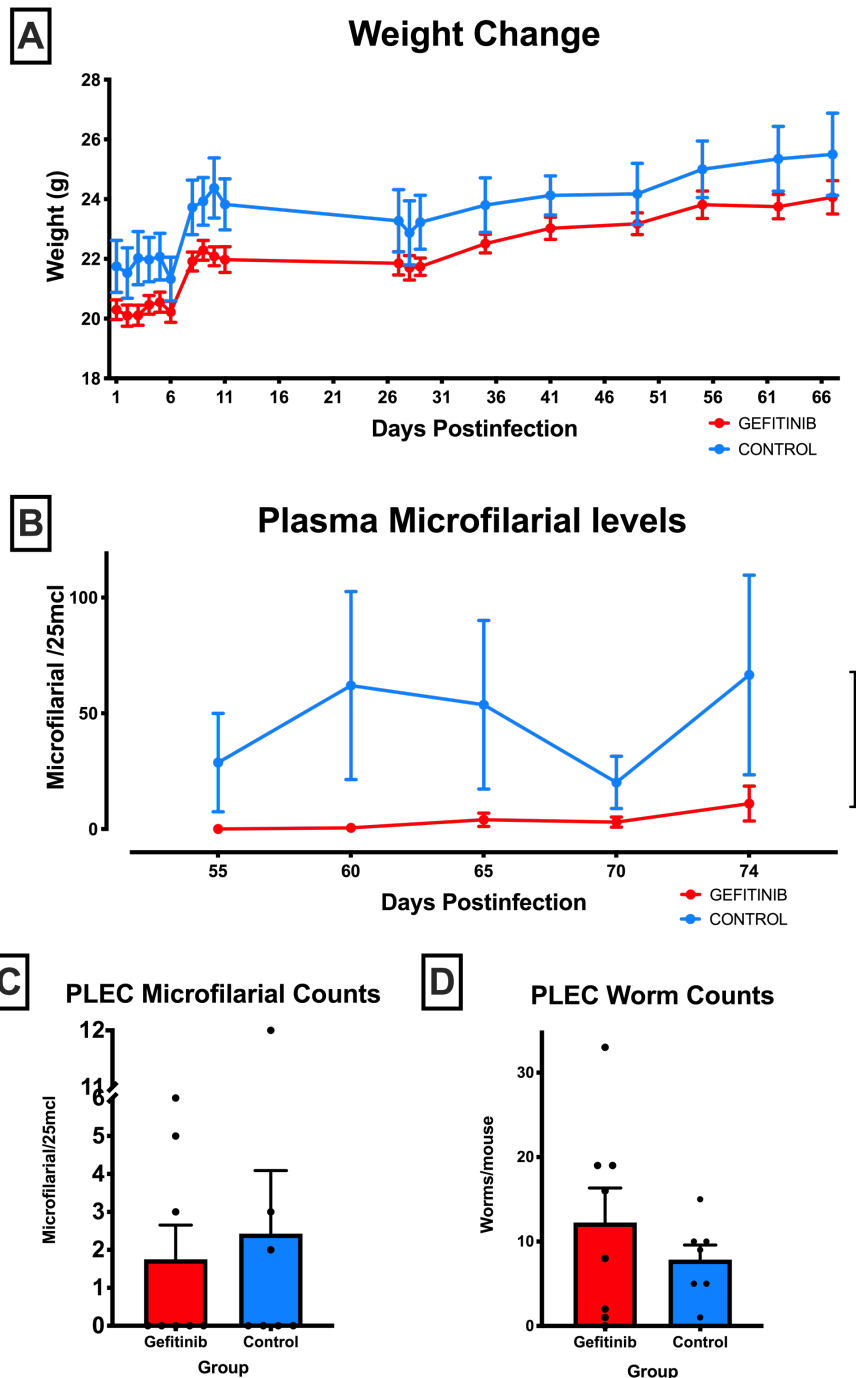 A
Weight Change
28
26
24
22
20
18
Weight (g)
1 6 11 16 21 26 31 36 41 46 51 56 61 66
Days Postinfection
GEFITINIB
CONTROL
B
Plasma Microfilarial levels
100
50
0
Microfilarial /25mcl
55 60 65 70 74
Days Postinfection
GEFITINIB
CONTROL
C
PLEC Microfilarial Counts
12
11
6
5
4
3
2
1
0
Microfilarial/25mcl
Gefitinib Control
Group
D
PLEC Worm Counts
30
20
10
0
Worms/mouse
Gefitinib Control
Group